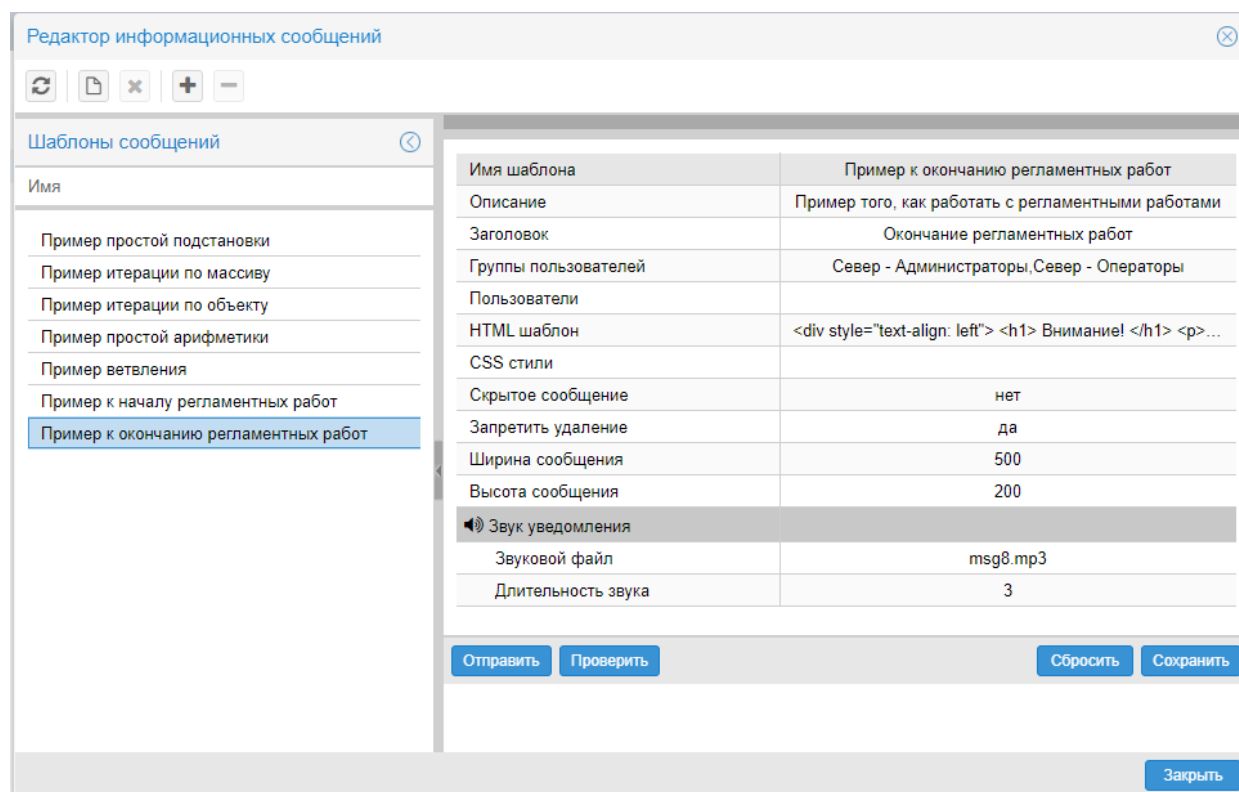 Редактор информационных сообщений
Шаблоны сообщений
Имя
Пример простой подстановки
Пример итерации по массиву
Пример итерации по объекту
Пример простой арифметики
Пример ветвления
Пример к началу регламентных работ
Пример к окончанию регламентных работ
Имя шаблона Пример к окончанию регламентных работ
Описание Пример того, как работать с регламентными работами
Заголовок Окончание регламентных работ
Группы пользователей Север - Администраторы,Север - Операторы
Пользователи
HTML шаблон <div style="text-align: left"> <h1> Внимание! </h1> <p>...
CSS стили
Скрытое сообщение нет
Запретить удаление да
Ширина сообщения 500
Высота сообщения 200
Звук уведомления
Звуковой файл msg8.mp3
Длительность звука 3
Отправить Проверить Сбросить Сохранить
Закрыть